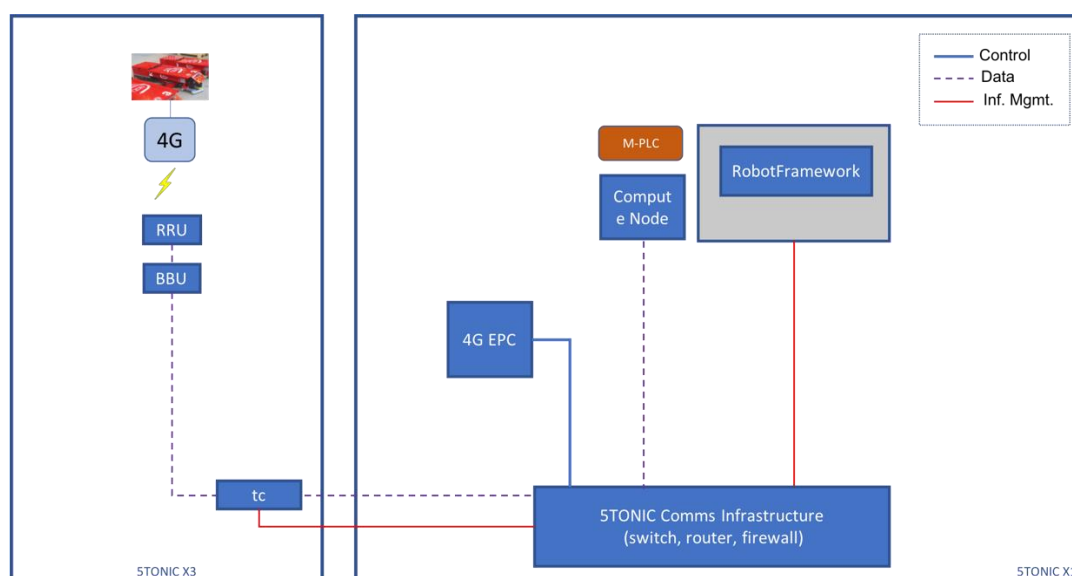 Control
Data
Inf. Mgmt.
4G
RRU
BBU
tc
5TONIC X3
M-PLC
Comput
e Node
RobotFramework
4G EPC
5TONIC Comms Infrastructure
(switch, router, firewall)
5TONIC X1